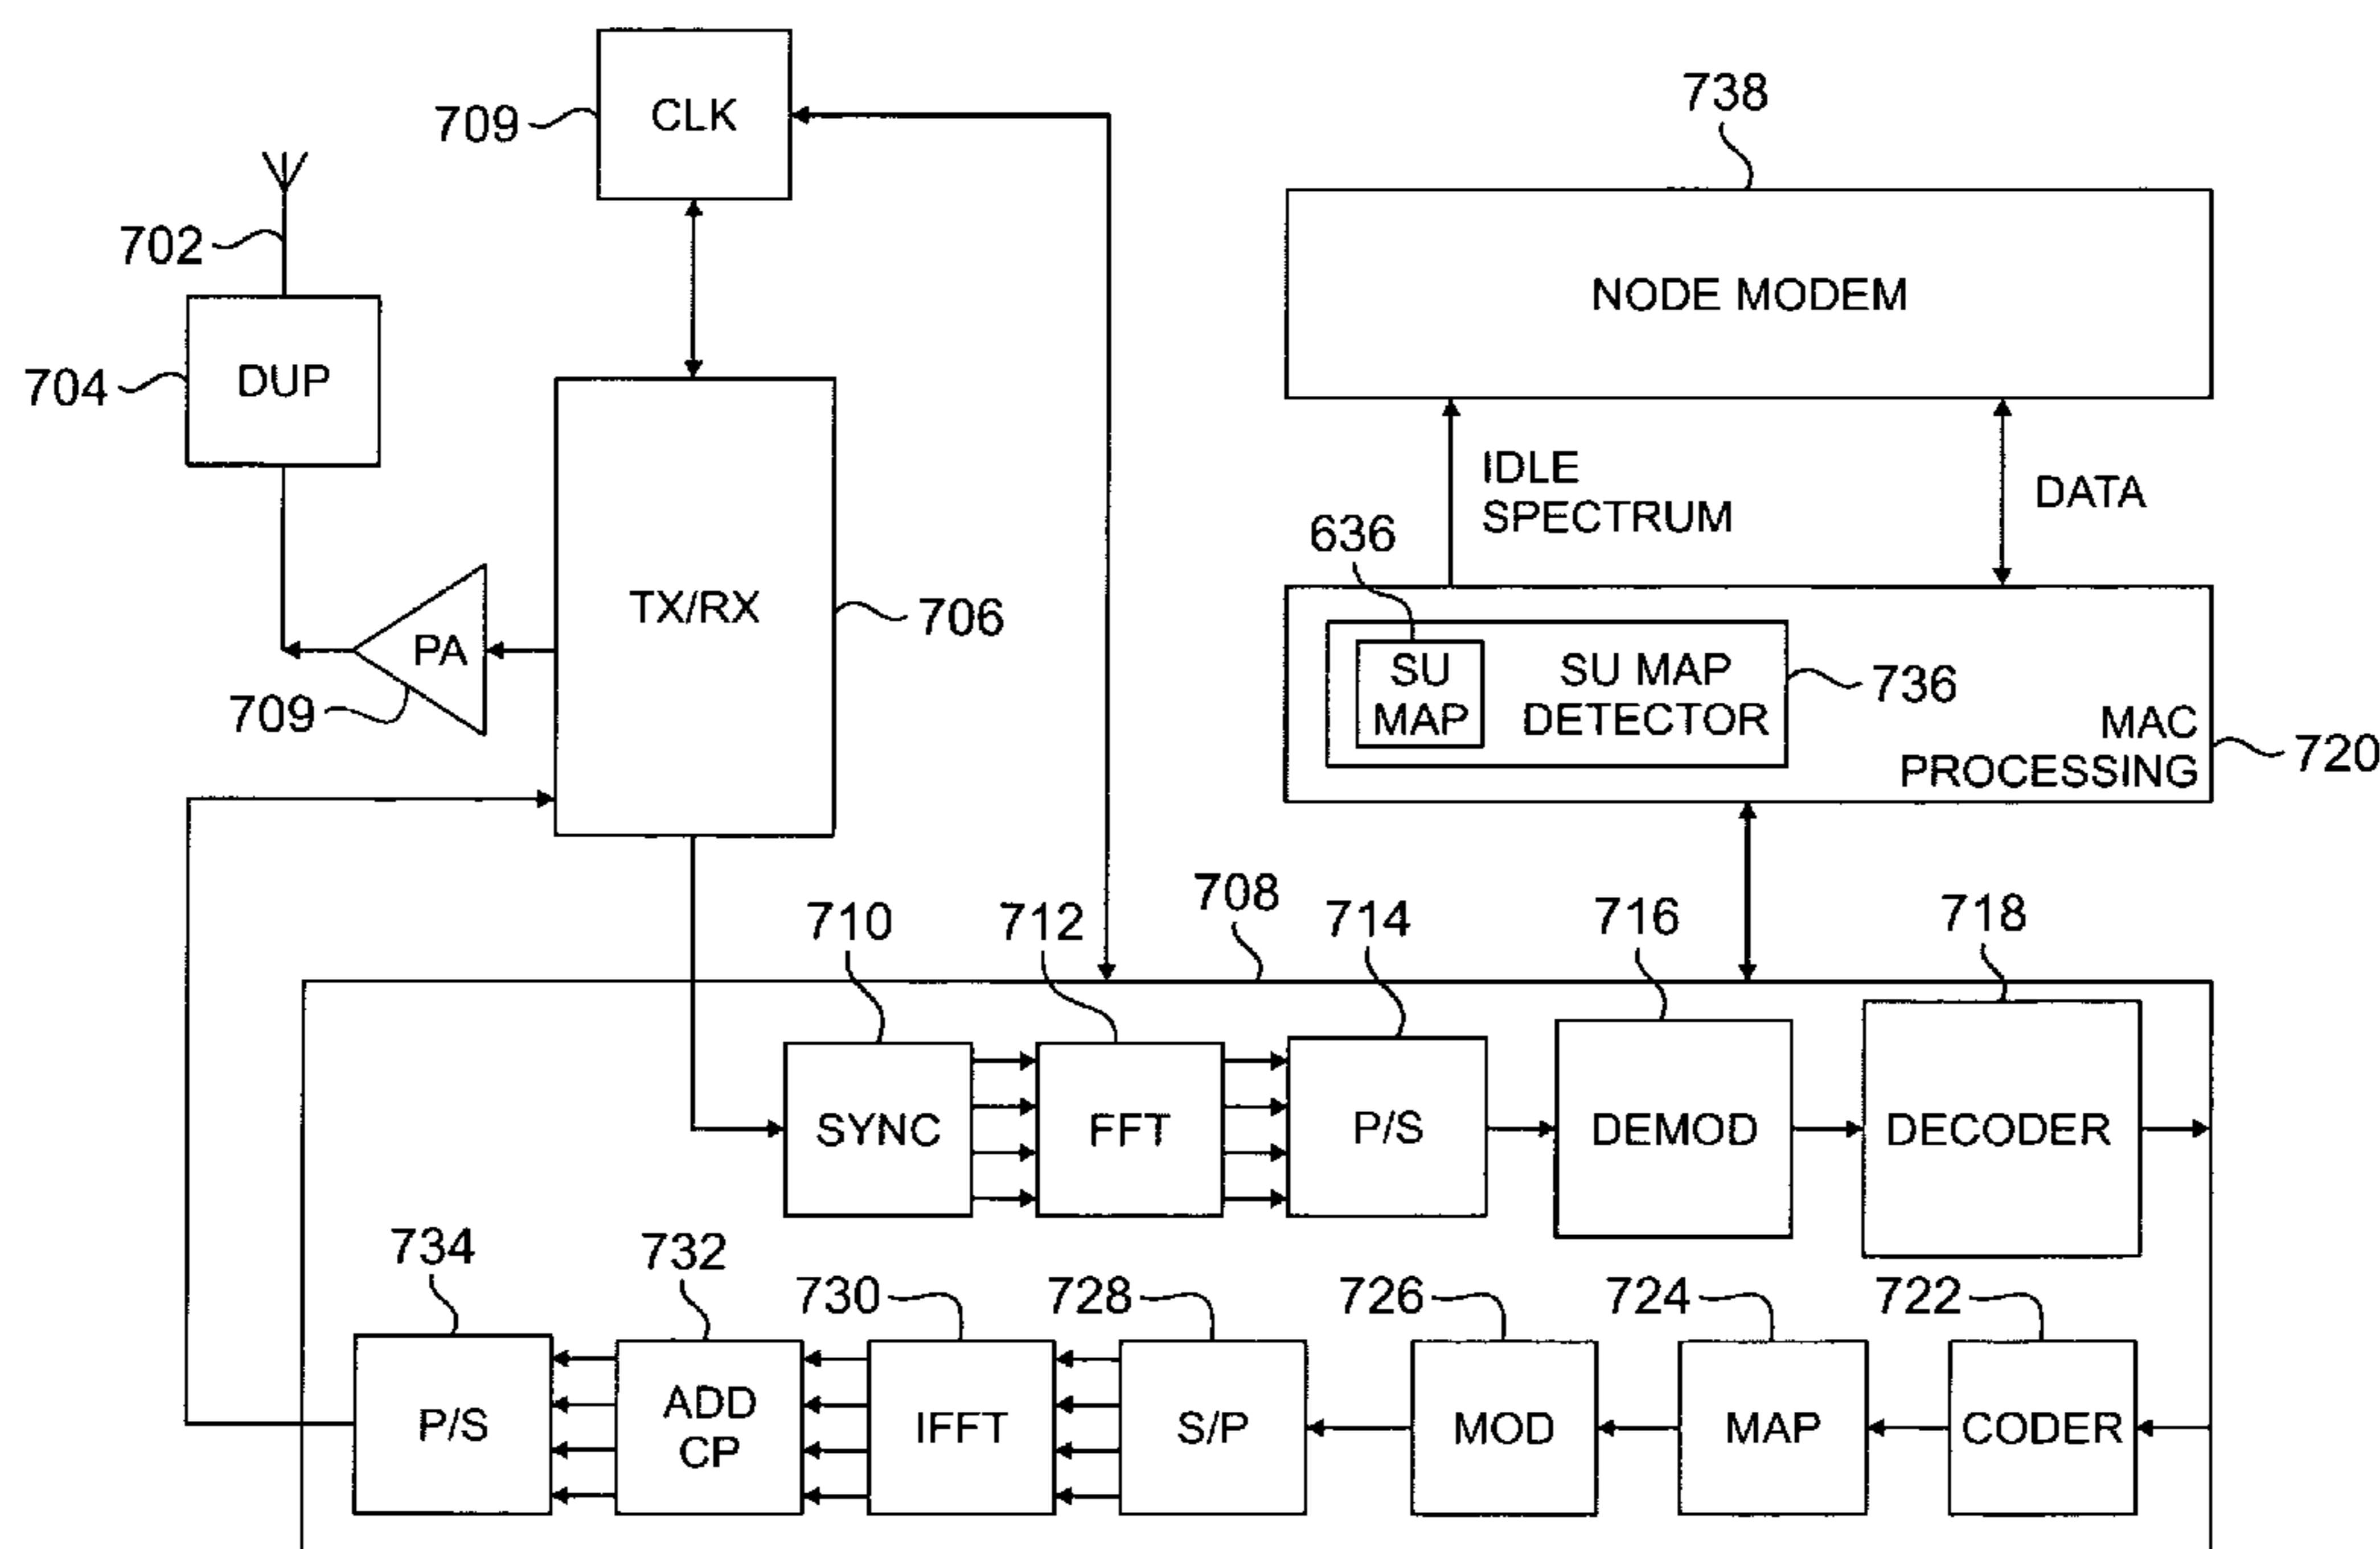 738
709
CLK
702
NODE MODEM
704
DUP
IDLE
SPECTRUM
DATA
636
TX/RX
706
PA
709
SU
MAP
SU MAP
DETECTOR
736
MAC
PROCESSING
720
708
710
712
714
716
718
SYNC
FFT
P/S
DEMOD
DECODER
734
732
730
728
726
724
722
P/S
ADD
CP
IFFT
S/P
MOD
MAP
CODER